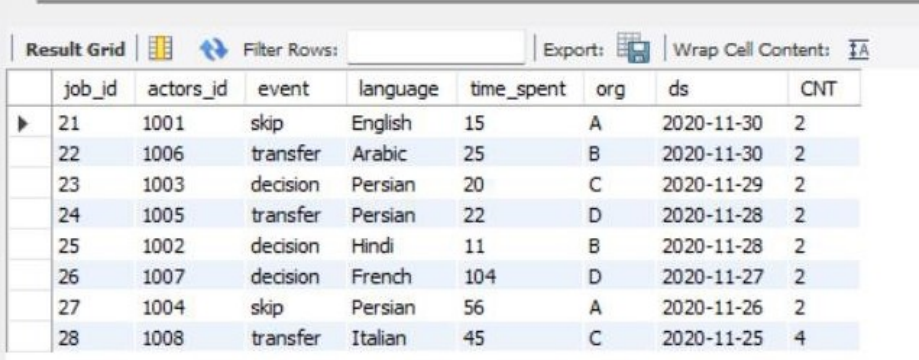 Result Grid Filter Rows: Export: Wrap Cell Content: IA
job_id actors_id event language time_spent org ds CNT
21 1001 skip English 15 A 2020-11-30 2
22 1006 transfer Arabic 25 B 2020-11-30 2
23 1003 decision Persian 20 C 2020-11-29 2
24 1005 transfer Persian 22 D 2020-11-28 2
25 1002 decision Hindi 11 B 2020-11-28 2
26 1007 decision French 104 D 2020-11-27 2
27 1004 skip Persian 56 A 2020-11-26 2
28 1008 transfer Italian 45 C 2020-11-25 4